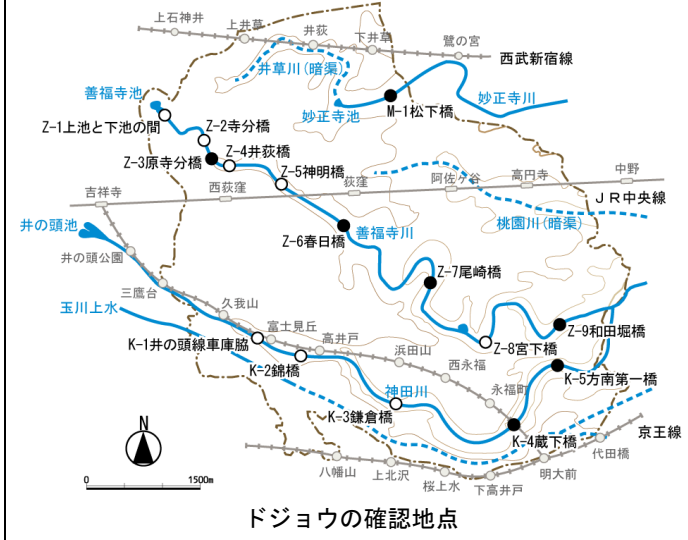 上石神井
上井草
井荻
下井草
鷺の宮
西武新宿線
井草川(暗渠)
善福寺池
妙正寺池
M-1松下橋
妙正寺川
Z-1上池と下池の間
Z-2寺分橋
Z-3原寺分橋
Z-4井荻橋
Z-5神明橋
吉祥寺
西荻窪
荻窪
阿佐ヶ谷
高円寺
中野
JR中央線
井の頭池
Z-6春日橋
善福寺川
桃園川(暗渠)
井の頭公園
Z-7尾崎橋
三鷹台
玉川上水
久我山
富士見丘
高井戸
K-1井の頭線車庫脇
K-2錦橋
浜田山
西永福
永福町
Z-8宮下橋
Z-9和田堀橋
K-5方南第一橋
神田川
K-3鎌倉橋
K-4蔵下橋
京王線
N
0
1500m
八幡山
上北沢
桜上水
下高井戸
明大前
代田橋
ドジョウの確認地点